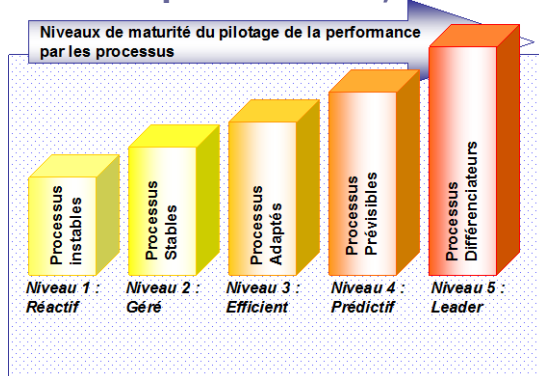 Niveaux de maturité du pilotage de la performance
par les processus
Processus
instables
Processus
Stables
Processus
Adaptés
Processus
Prévisibles
Processus
Différenciateurs
Niveau 1 :
Réactif
Niveau 2 :
Géré
Niveau 3 :
Efficient
Niveau 4 :
Prédictif
Niveau 5 :
Leader